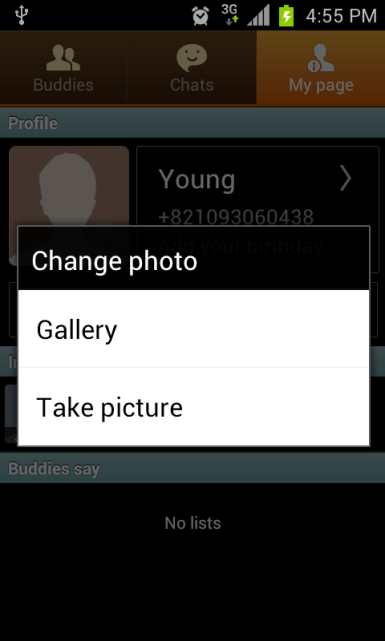 3G 4:55 PM
Buddies Chats My page
Profile
Young
+821093060438
Add your birthday
Change photo
Gallery
Take picture
Buddies say
No lists